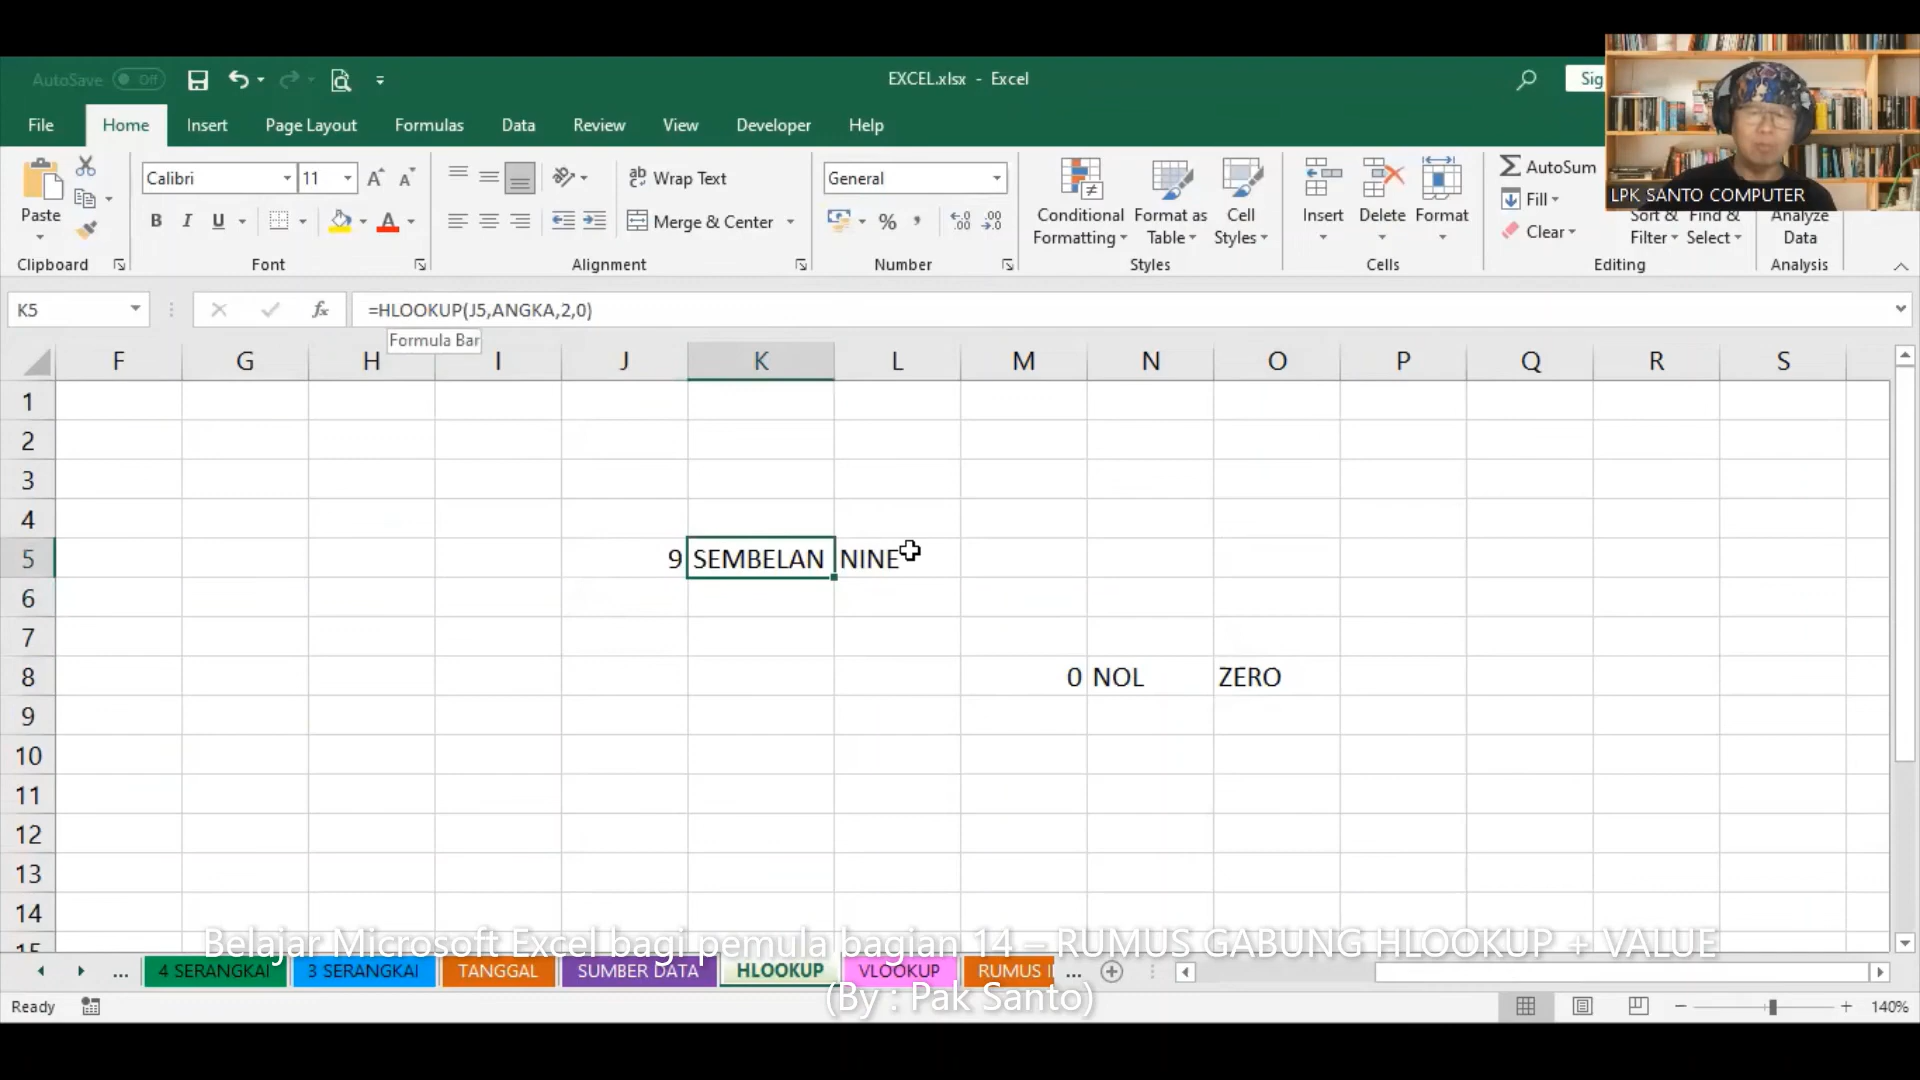 AutoSave Off
EXCEL.xlsx - Excel
Sig
File Home Insert Page Layout Formulas Data Review View Developer Help
LPK SANTO COMPUTER
Paste
Calibri 11
B I U
Wrap Text
Merge & Center
General
Conditional Formatting
Format as Table
Cell Styles
Insert Delete Format
AutoSum
Fill
Clear
Sort & Filter
Find & Select
Analyze Data
Clipboard Font Alignment Number Styles Cells Editing Analysis
K5 fx =HLOOKUP(J5,ANGKA,2,0)
Formula Bar
F G H I J K L M N O P Q R S
1
2
3
4
5 9 SEMBELAN NINE
6
7
8 0 NOL ZERO
9
10
11
12
13
14
15
Belajar Microsoft Excel bagi pemula bagian 14 – RUMUS GABUNG HLOOKUP + VALUE
(By : Pak Santo)
... 4 SERANGKAI 3 SERANGKAI TANGGAL SUMBER DATA HLOOKUP VLOOKUP RUMUS I ...
Ready 140%